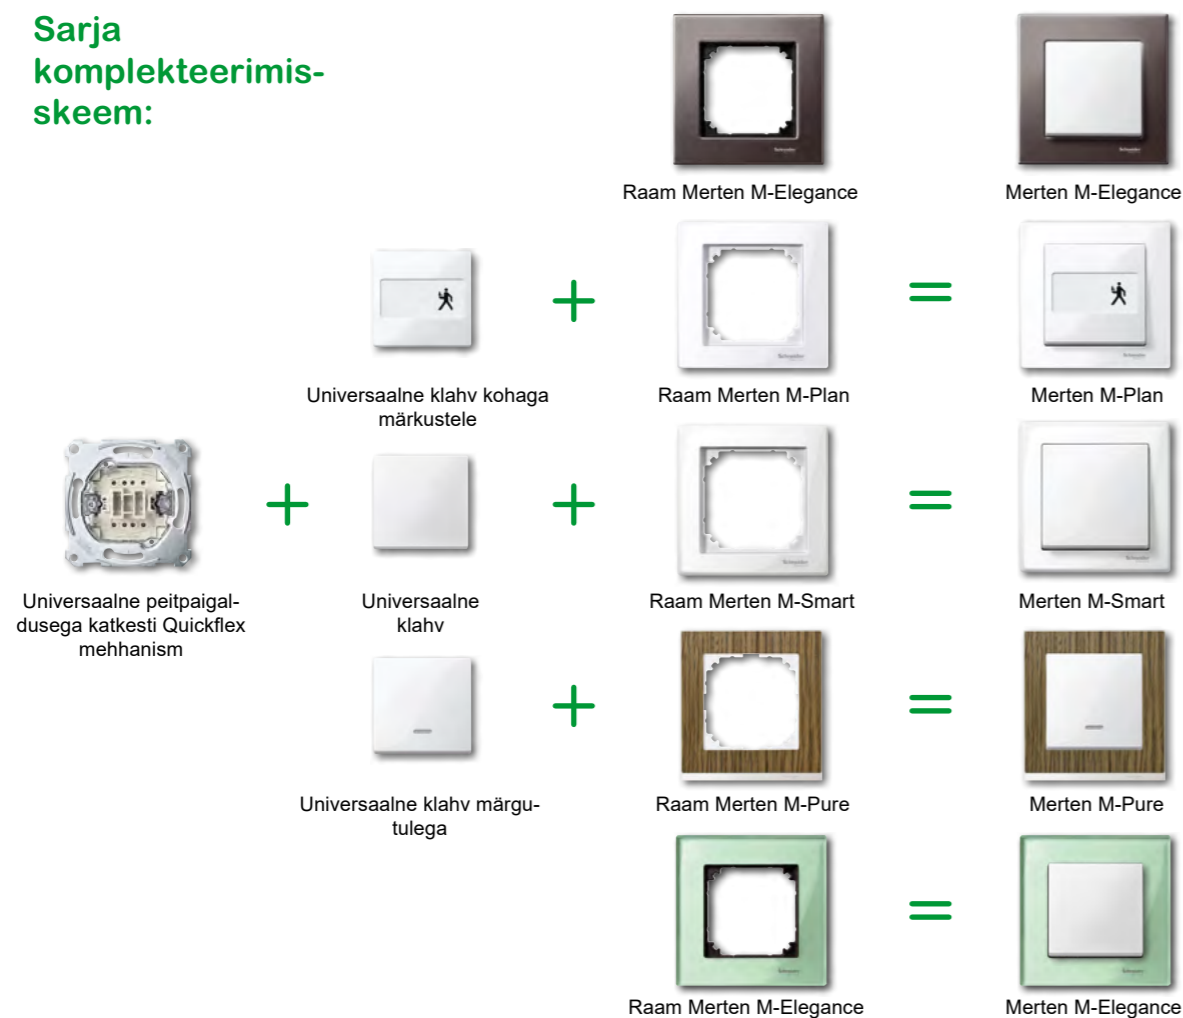 Sarja
komplekteerimis-
skeem:
Raam Merten M-Elegance
Merten M-Elegance
Universaalne klahv kohaga
märkustele
Raam Merten M-Plan
Merten M-Plan
Universaalne peitpaigal-
dusega katkesti Quickflex
mehhanism
Universaalne
klahv
Raam Merten M-Smart
Merten M-Smart
Universaalne klahv märgu-
tulega
Raam Merten M-Pure
Merten M-Pure
Raam Merten M-Elegance
Merten M-Elegance